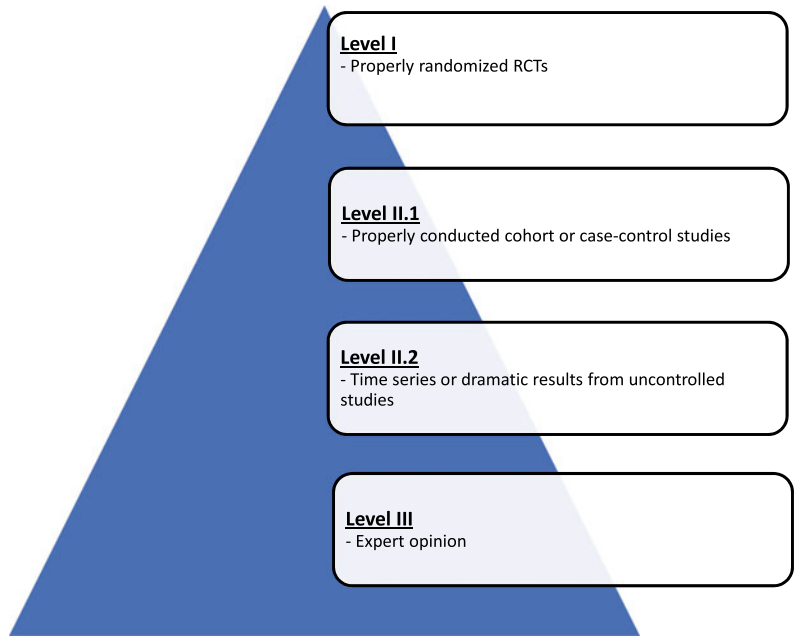 Level I
- Properly randomized RCTs
Level II.1
- Properly conducted cohort or case-control studies
Level II.2
- Time series or dramatic results from uncontrolled
studies
Level III
- Expert opinion